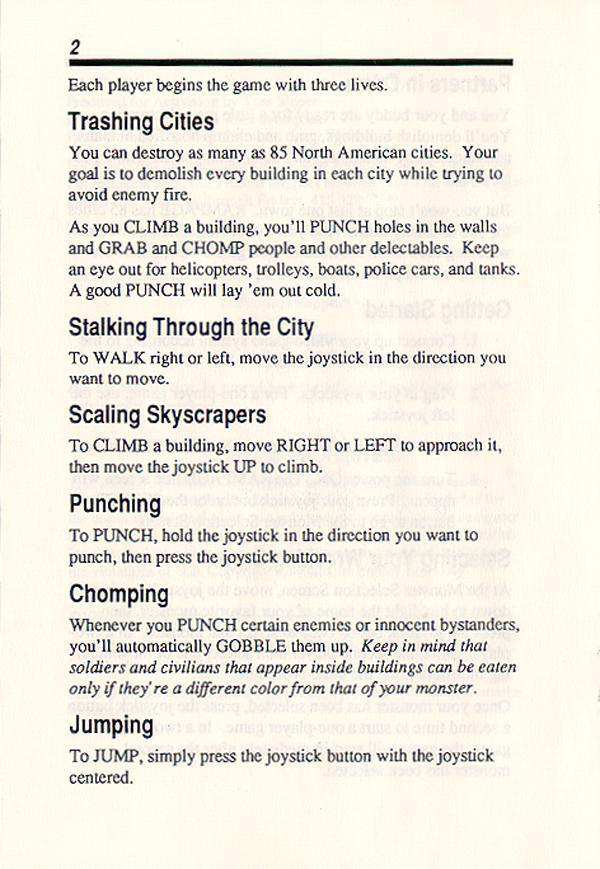 2
Each player begins the game with three lives.
Trashing Cities
You can destroy as many as 85 North American cities. Your
goal is to demolish every building in each city while trying to
avoid enemy fire.
As you CLIMB a building, you'll PUNCH holes in the walls
and GRAB and CHOMP people and other delectables. Keep
an eye out for helicopters, trolleys, boats, police cars, and tanks.
A good PUNCH will lay 'em out cold.
Stalking Through the City
To WALK right or left, move the joystick in the direction you
want to move.
Scaling Skyscrapers
To CLIMB a building, move RIGHT or LEFT to approach it,
then move the joystick UP to climb.
Punching
To PUNCH, hold the joystick in the direction you want to
punch, then press the joystick button.
Chomping
Whenever you PUNCH certain enemies or innocent bystanders,
you'll automatically GOBBLE them up. Keep in mind that
soldiers and civilians that appear inside buildings can be eaten
only if they're a different color from that of your monster.
Jumping
To JUMP, simply press the joystick button with the joystick
centered.